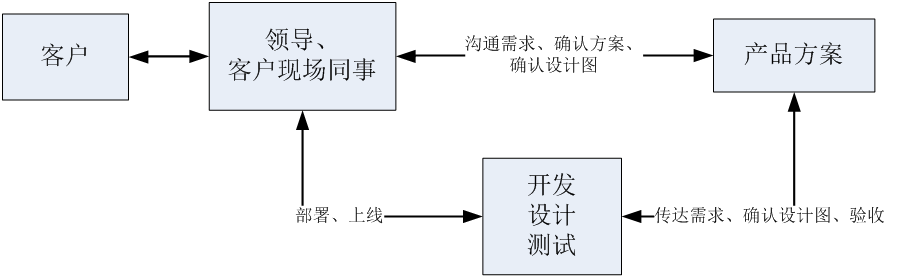 客户
领导、
客户现场同事
沟通需求、确认方案、
确认设计图
产品方案
部署、上线
开发
设计
测试
传达需求、确认设计图、验收